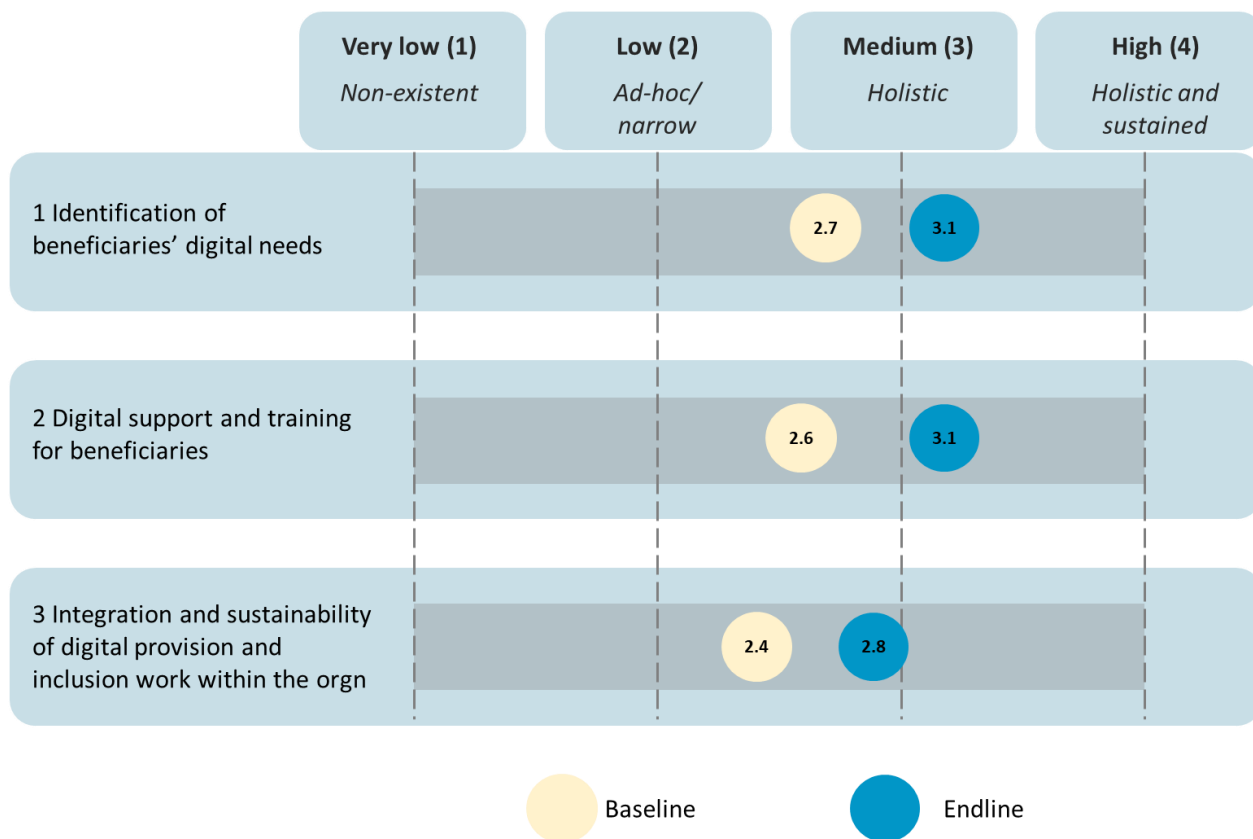 Very low (1)
Non-existent
Low (2)
Ad-hoc/
narrow
Medium (3)
Holistic
High (4)
Holistic and
sustained
1 Identification of
beneficiaries’ digital needs
2.7
3.1
2 Digital support and training
for beneficiaries
2.6
3.1
3 Integration and sustainability
of digital provision and
inclusion work within the orgn
2.4
2.8
Baseline
Endline